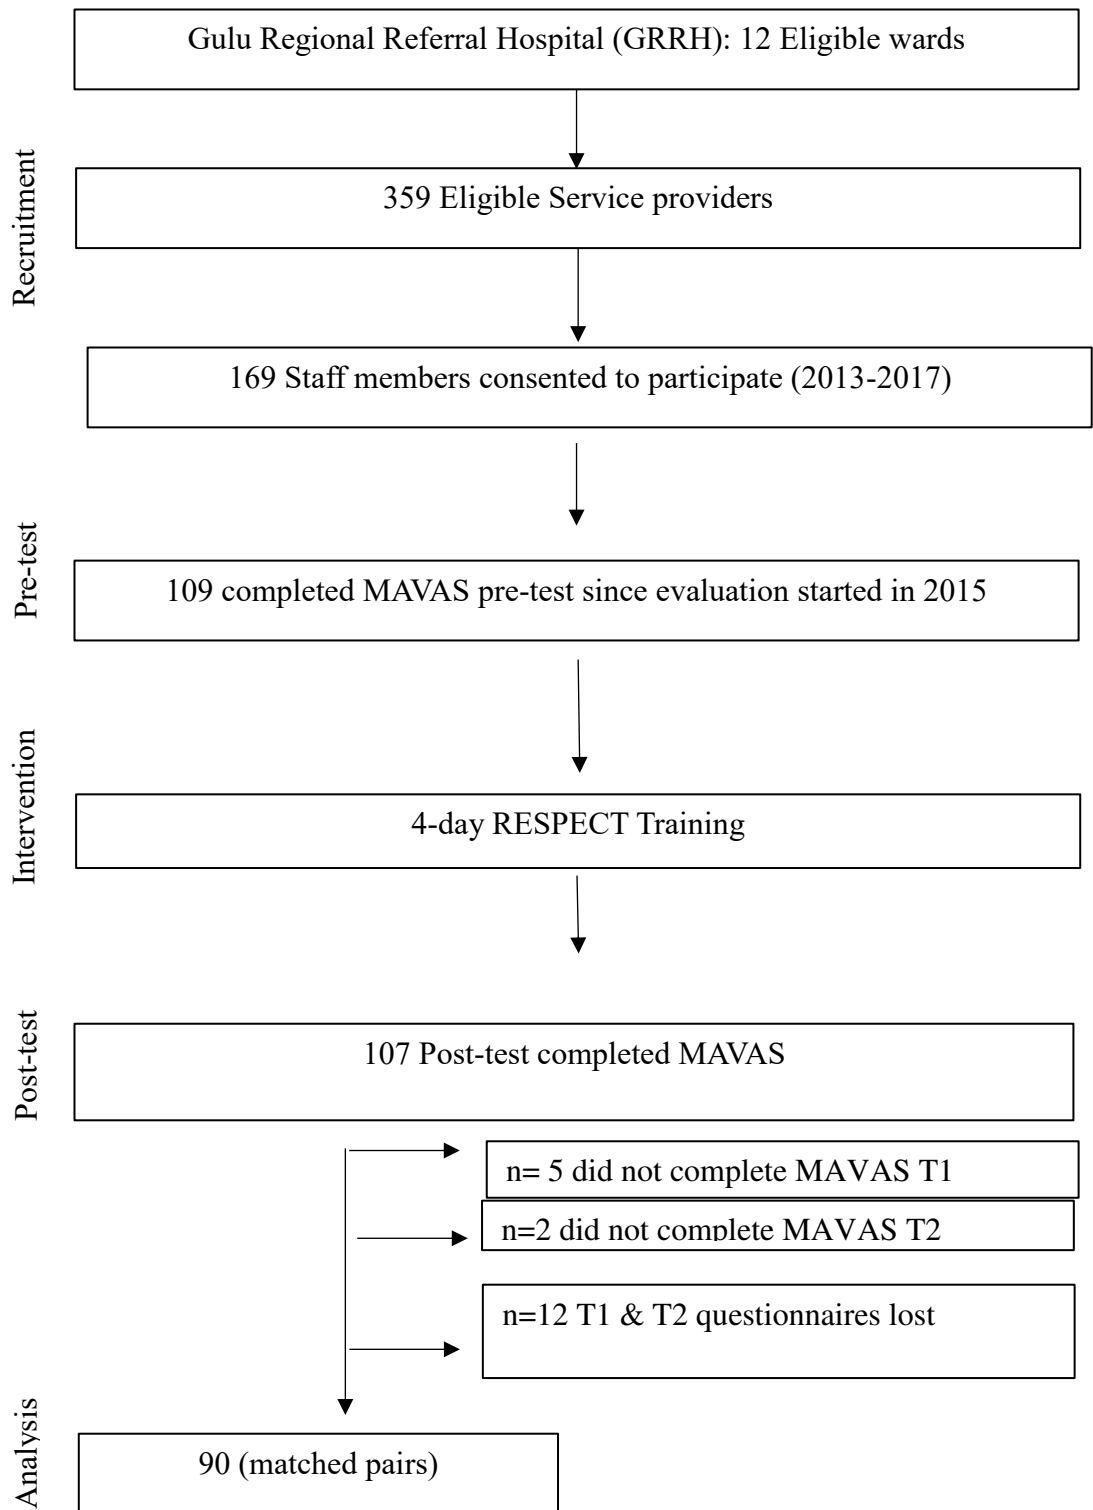 Gulu Regional Referral Hospital (GRRH): 12 Eligible wards
Recruitment
359 Eligible Service providers
169 Staff members consented to participate (2013-2017)
Pre-test
109 completed MAVAS pre-test since evaluation started in 2015
Intervention
4-day RESPECT Training
Post-test
107 Post-test completed MAVAS
n= 5 did not complete MAVAS T1
n=2 did not complete MAVAS T2
n=12 T1 & T2 questionnaires lost
Analysis
90 (matched pairs)